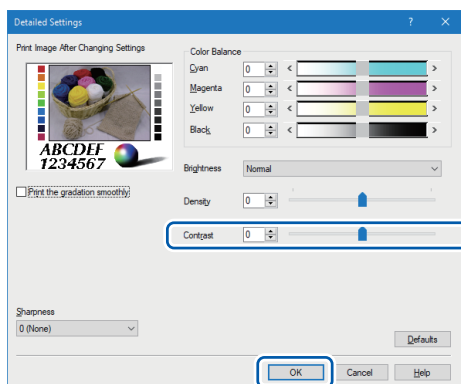 Detailed Settings
Print Image After Changing Settings
ABCDEF
1234567
Print the gradation smoothly
Color Balance
Cyan 0
Magenta 0
Yellow 0
Black 0
Brightness Normal
Density 0
Contrast 0
Sharpness
0 (None)
Defaults
OK Cancel Help